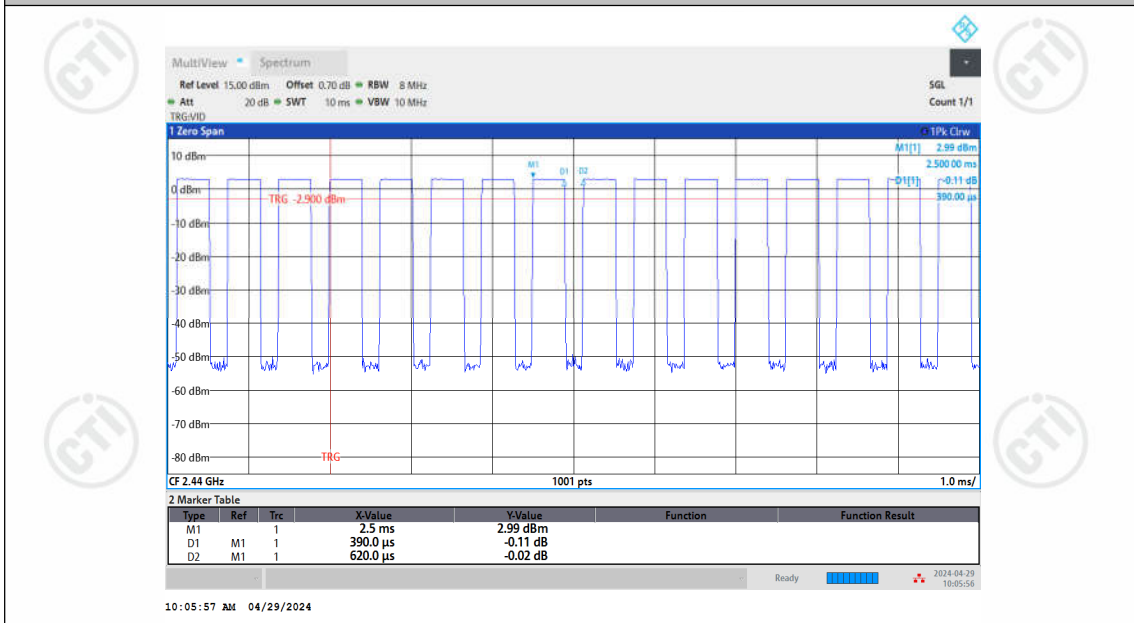 CTI CTI
MultiView Spectrum
Ref Level 15.00 dBm Offset 0.70 dB RBW 8 MHz SGL
Att 20 dB SWT 10 ms VBW 10 MHz Count 1/1
TRG:VID
1 Zero Span 1Pk Clrw
M1[1] 2.99 dBm
10 dBm
M1 D1 D2 2.500 00 ms
D1[1] -0.11 dB
0 dBm
TRG -2.900 dBm 390.00 µs
-10 dBm
-20 dBm
-30 dBm
-40 dBm
-50 dBm
-60 dBm
-70 dBm
CTI CTI
-80 dBm TRG
CF 2.44 GHz 1001 pts 1.0 ms/
2 Marker Table
Type Ref Trc X-Value Y-Value Function Function Result
M1 1 2.5 ms 2.99 dBm
D1 M1 1 390.0 µs -0.11 dB
D2 M1 1 620.0 µs -0.02 dB
Ready 2024-04-29
10:05:56
10:05:57 AM 04/29/2024